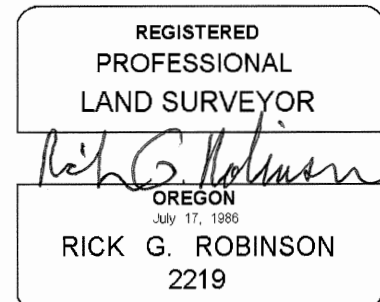 REGISTERED
PROFESSIONAL
LAND SURVEYOR
Rick G. Robinson
OREGON
July 17, 1986
RICK G. ROBINSON
2219